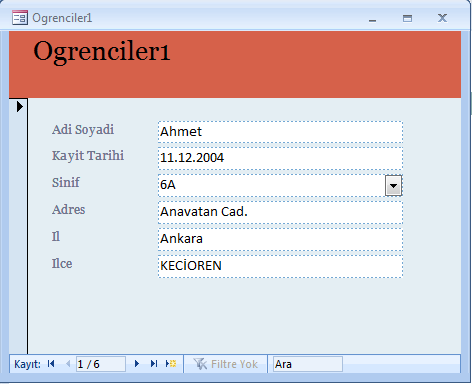 Ogrenciler1
Ogrenciler1
Adi Soyadi Ahmet
Kayit Tarihi 11.12.2004
Sinif 6A
Adres Anavatan Cad.
Il Ankara
Ilce KECİOREN
Kayıt: 1 / 6 Filtre Yok Ara